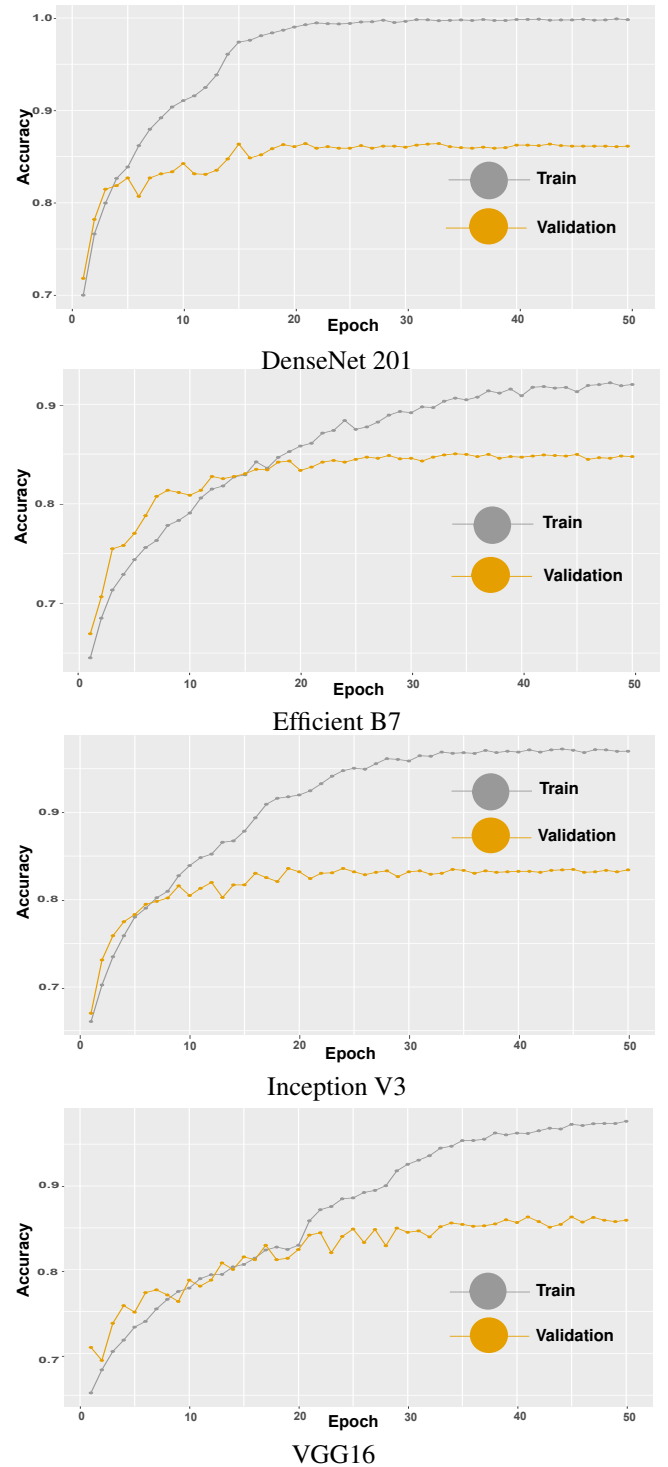 1.0
0.9
0.8
0.7
Accuracy
Train
Validation
0 10 20 30 40 50
Epoch
DenseNet 201
0.9
0.8
0.7
Accuracy
Train
Validation
0 10 20 30 40 50
Epoch
Efficient B7
0.9
0.8
0.7
Accuracy
Train
Validation
0 10 20 30 40 50
Epoch
Inception V3
0.9
0.8
0.7
Accuracy
Train
Validation
0 10 20 30 40 50
Epoch
VGG16